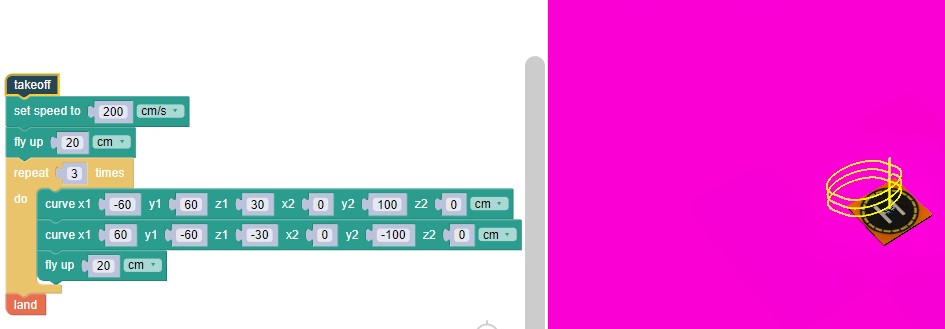 takeoff
set speed to 200 cm/s
fly up 20 cm
repeat 3 times
do
curve x1 -60 y1 60 z1 30 x2 0 y2 100 z2 0 cm
curve x1 60 y1 -60 z1 -30 x2 0 y2 -100 z2 0 cm
fly up 20 cm
land
H